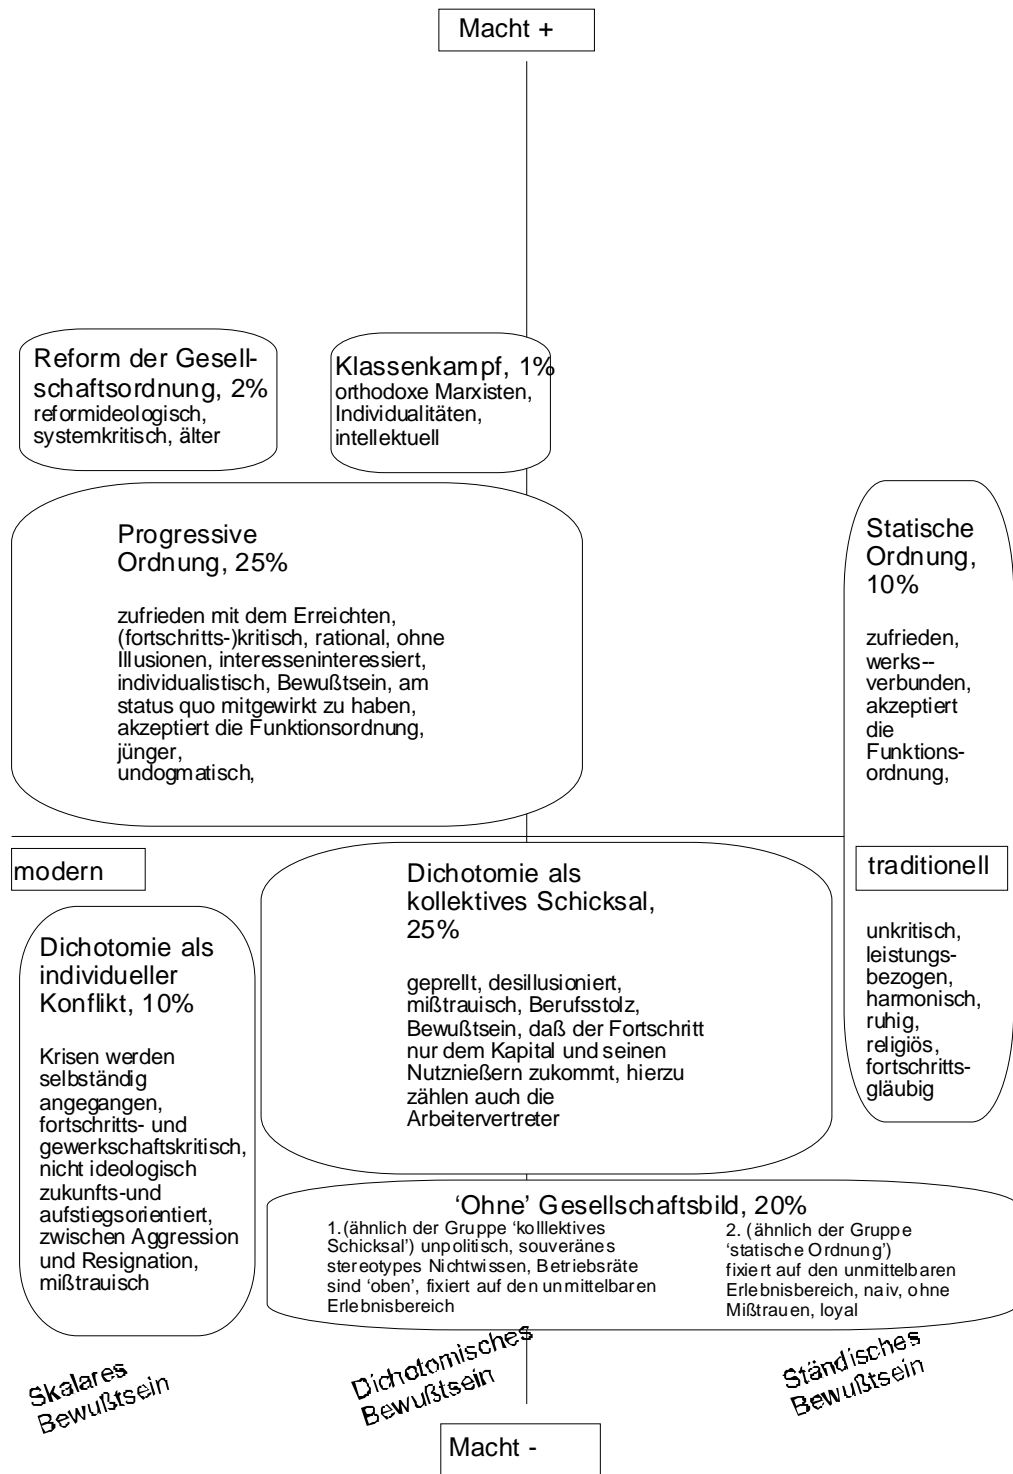 Macht +
Reform der Gesell-
schaftsordnung, 2%
reformideologisch,
systemkritisch, älter
Klassenkampf, 1%
orthodoxe Marxisten,
Individualitäten,
intellektuell
Progressive
Ordnung, 25%
zufrieden mit dem Erreichten,
(fortschritts-)kritisch, rational, ohne
Illusionen, interesseninteressiert,
individualistisch, Bewußtsein, am
status quo mitgewirkt zu haben,
akzeptiert die Funktionsordnung,
jünger,
undogmatisch,
Statische
Ordnung,
10%
zufrieden,
werks--
verbunden,
akzeptiert
die
Funktions-
ordnung,
modern
traditionell
unkritisch,
leistungs-
bezogen,
harmonisch,
ruhig,
religiös,
fortschritts-
gläubig
Dichotomie als
individueller
Konflikt, 10%
Krisen werden
selbständig
angegangen,
fortschritts- und
gewerkschaftskritisch,
nicht ideologisch
zukunfts-und
aufstiegsorientiert,
zwischen Aggression
und Resignation,
mißtrauisch
Dichotomie als
kollektives Schicksal,
25%
geprellt, desillusioniert,
mißtrauisch, Berufsstolz,
Bewußtsein, daß der Fortschritt
nur dem Kapital und seinen
Nutznießern zukommt, hierzu
zählen auch die
Arbeitervertreter
'Ohne' Gesellschaftsbild, 20%
1.(ähnlich der Gruppe 'kolllektives
Schicksal') unpolitisch, souveränes
stereotypes Nichtwissen, Betriebsräte
sind 'oben', fixiert auf den unmittelbaren
Erlebnisbereich
2. (ähnlich der Gruppe
'statische Ordnung')
fixiert auf den unmittelbaren
Erlebnisbereich, naiv, ohne
Mißtrauen, loyal
Skalares
Bewußtsein
Dichotomisches
Bewußtsein
Ständisches
Bewußtsein
Macht -